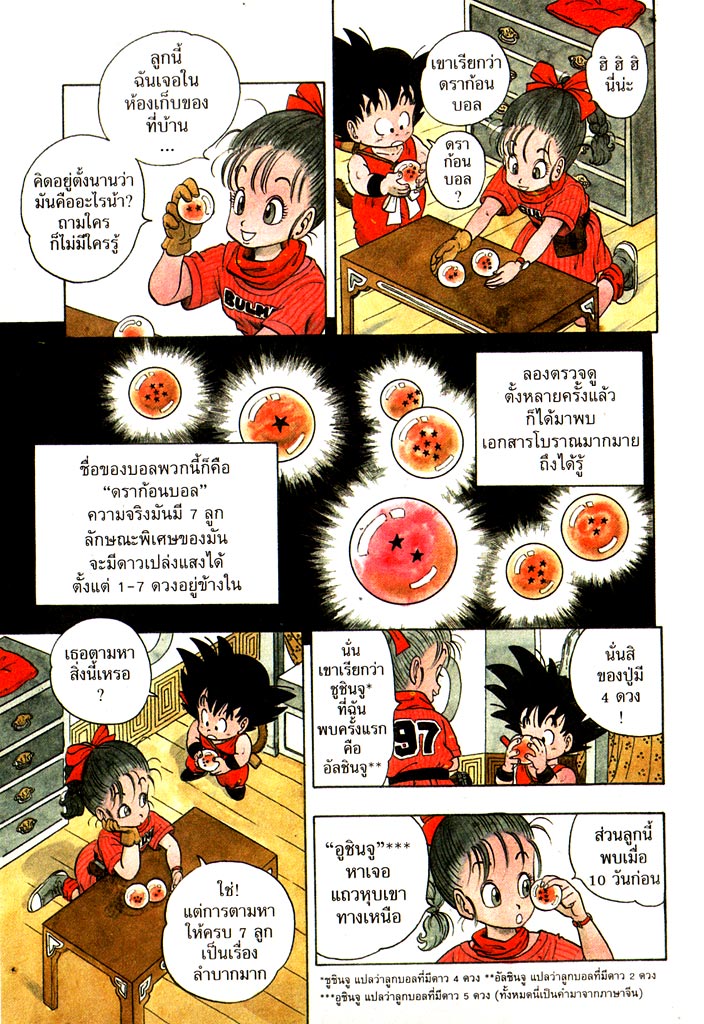 ฮิ ฮิ ฮิ
นี่น่ะ
เขาเรียกว่า
ดราก้อน
บอล
ดรา
ก้อน
บอล
?
ลูกนี้
ฉันเจอใน
ห้องเก็บของ
ที่บ้าน
...
คิดอยู่ตั้งนานว่า
มันคืออะไรน้า?
ถามใคร
ก็ไม่มีใครรู้
BULM
ลองตรวจดู
ตั้งหลายครั้งแล้ว
ก็ได้มาพบ
เอกสารโบราณมากมาย
ถึงได้รู้
ชื่อของบอลพวกนี้ก็คือ
“ดราก้อนบอล”
ความจริงมันมี 7 ลูก
ลักษณะพิเศษของมัน
จะมีดาวเปล่งแสงได้
ตั้งแต่ 1-7 ดวงอยู่ข้างใน
นั่นสิ
ของปู่มี
4 ดวง
!
นั่น
เขาเรียกว่า
ซูชินจู*
ที่ฉัน
พบครั้งแรก
คือ
อัลชินจู**
97
เธอตามหา
สิ่งนี้เหรอ
?
ใช่!
แต่การตามหา
ให้ครบ 7 ลูก
เป็นเรื่อง
ลำบากมาก
ส่วนลูกนี้
พบเมื่อ
10 วันก่อน
“อูชินจู”***
หาเจอ
แถวหุบเขา
ทางเหนือ
*ซูชินจู แปลว่าลูกบอลที่มีดาว 4 ดวง **อัลชินจู แปลว่าลูกบอลที่มีดาว 2 ดวง
***อูชินจู แปลว่าลูกบอลที่มีดาว 5 ดวง (ทั้งหมดนี้เป็นคำมาจากภาษาจีน)